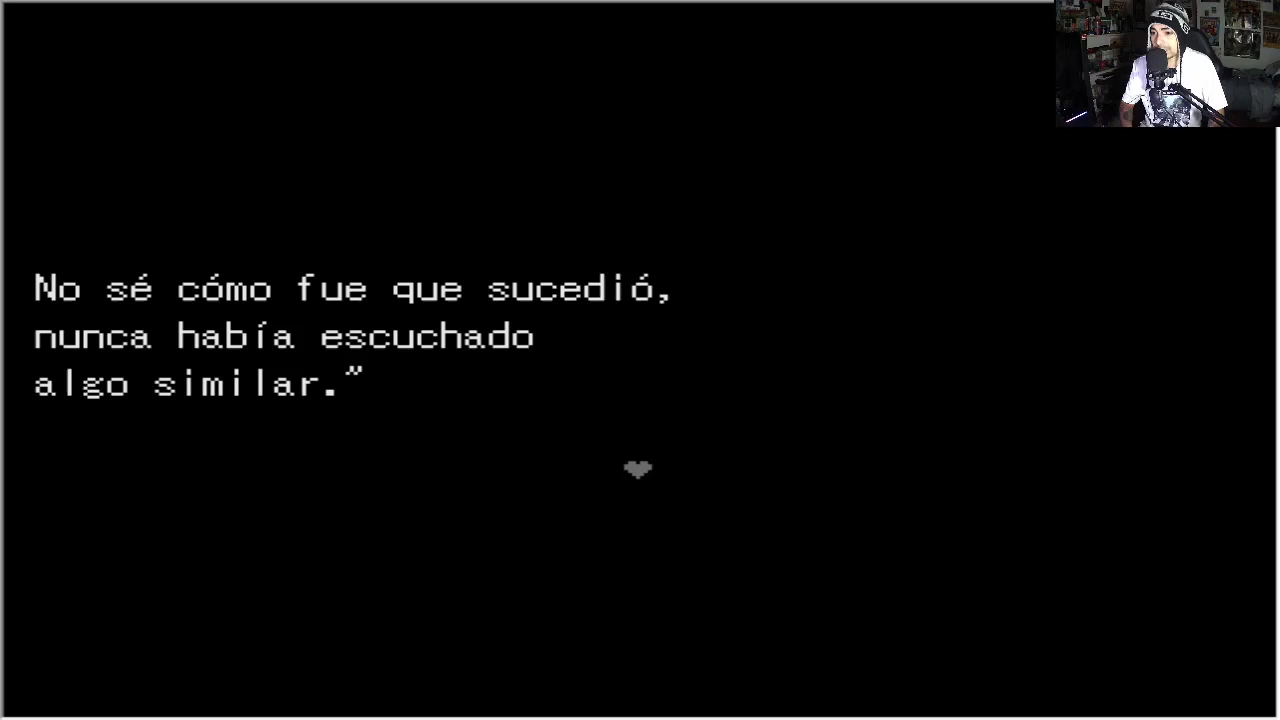 No sé cómo fue que sucedió,
nunca había escuchado
algo similar.”